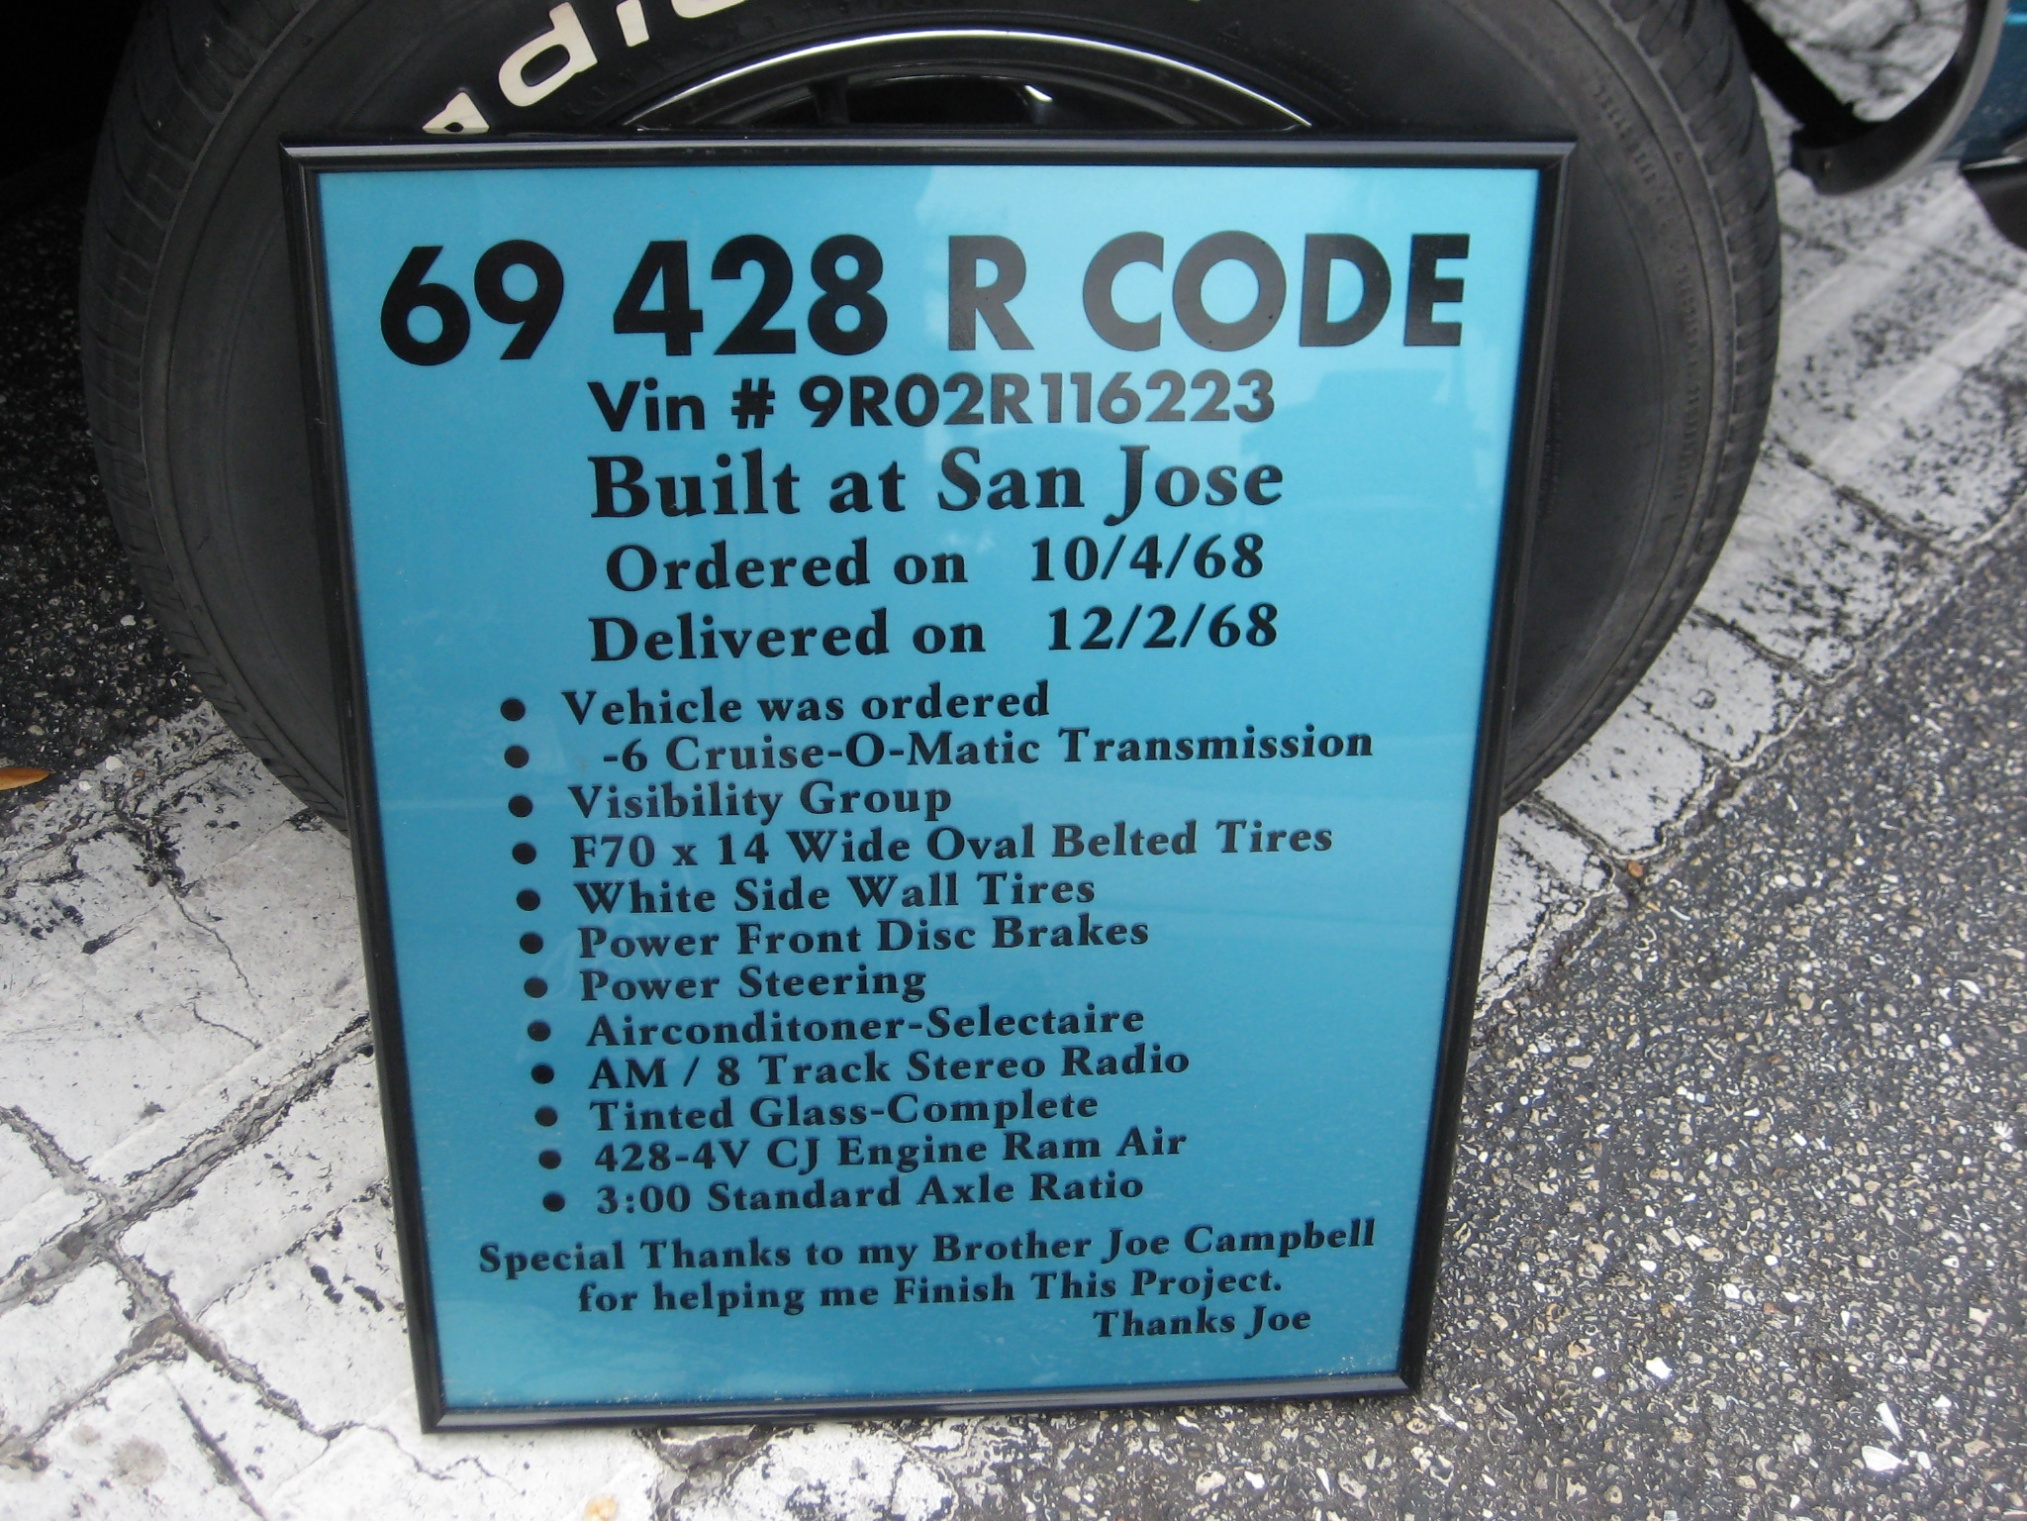 adio
69 428 R CODE
Vin # 9R02R116223
Built at San Jose
Ordered on 10/4/68
Delivered on 12/2/68
• Vehicle was ordered
• -6 Cruise-O-Matic Transmission
• Visibility Group
• F70 x 14 Wide Oval Belted Tires
• White Side Wall Tires
• Power Front Disc Brakes
• Power Steering
• Airconditoner-Selectaire
• AM / 8 Track Stereo Radio
• Tinted Glass-Complete
• 428-4V CJ Engine Ram Air
• 3:00 Standard Axle Ratio
Special Thanks to my Brother Joe Campbell
for helping me Finish This Project.
Thanks Joe